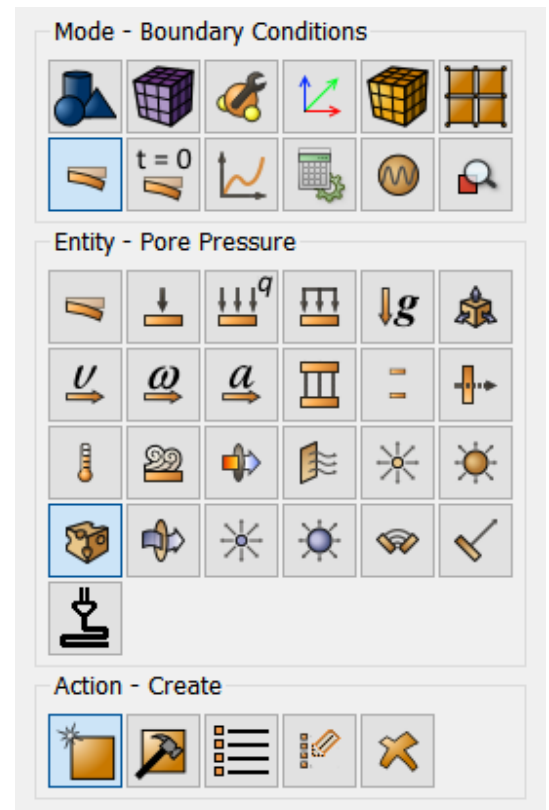 Mode - Boundary Conditions
t = 0
Entity - Pore Pressure
q
g
υ ω a
Action - Create